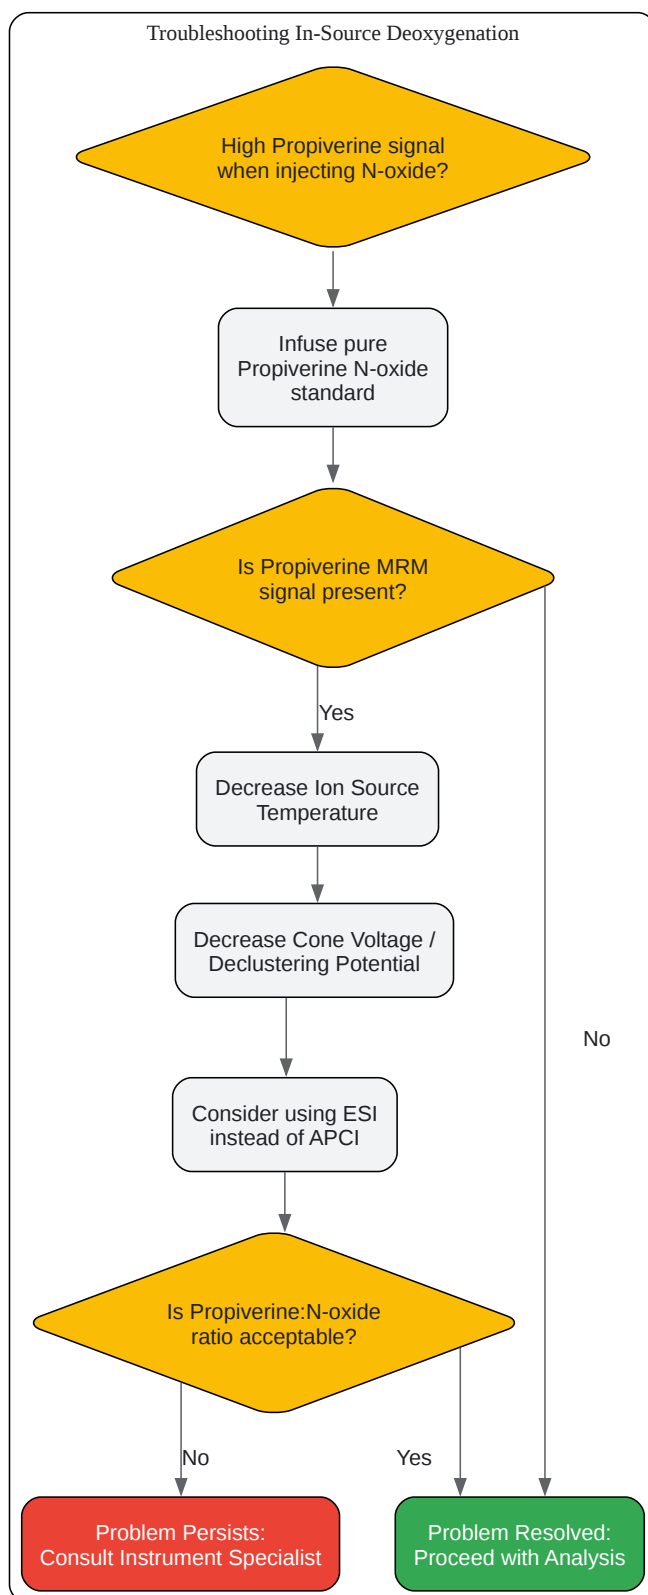 Troubleshooting In-Source Deoxygenation
High Propiverine signal
when injecting N-oxide?
Infuse pure
Propiverine N-oxide
standard
Is Propiverine MRM
signal present?
Yes
Decrease Ion Source
Temperature
Decrease Cone Voltage /
Declustering Potential
No
Consider using ESI
instead of APCI
Is Propiverine:N-oxide
ratio acceptable?
No
Yes
Problem Persists:
Consult Instrument Specialist
Problem Resolved:
Proceed with Analysis